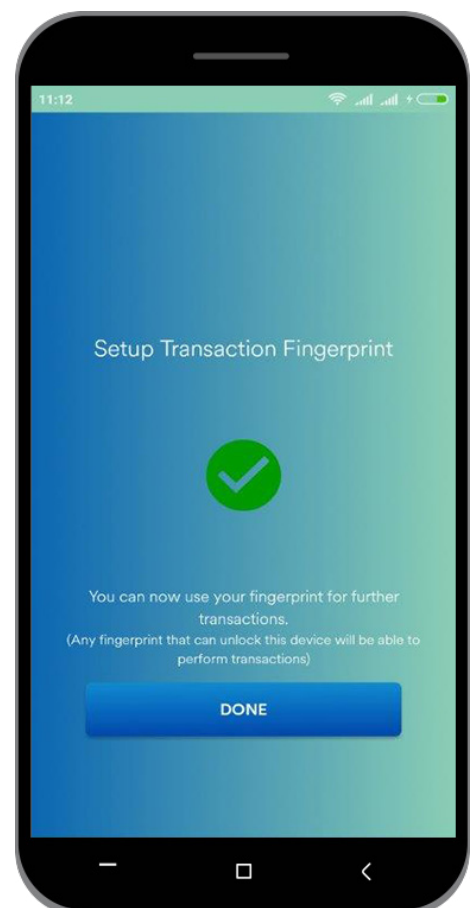 11:12
Setup Transaction Fingerprint
You can now use your fingerprint for further
transactions.
(Any fingerprint that can unlock this device will be able to
perform transactions)
DONE